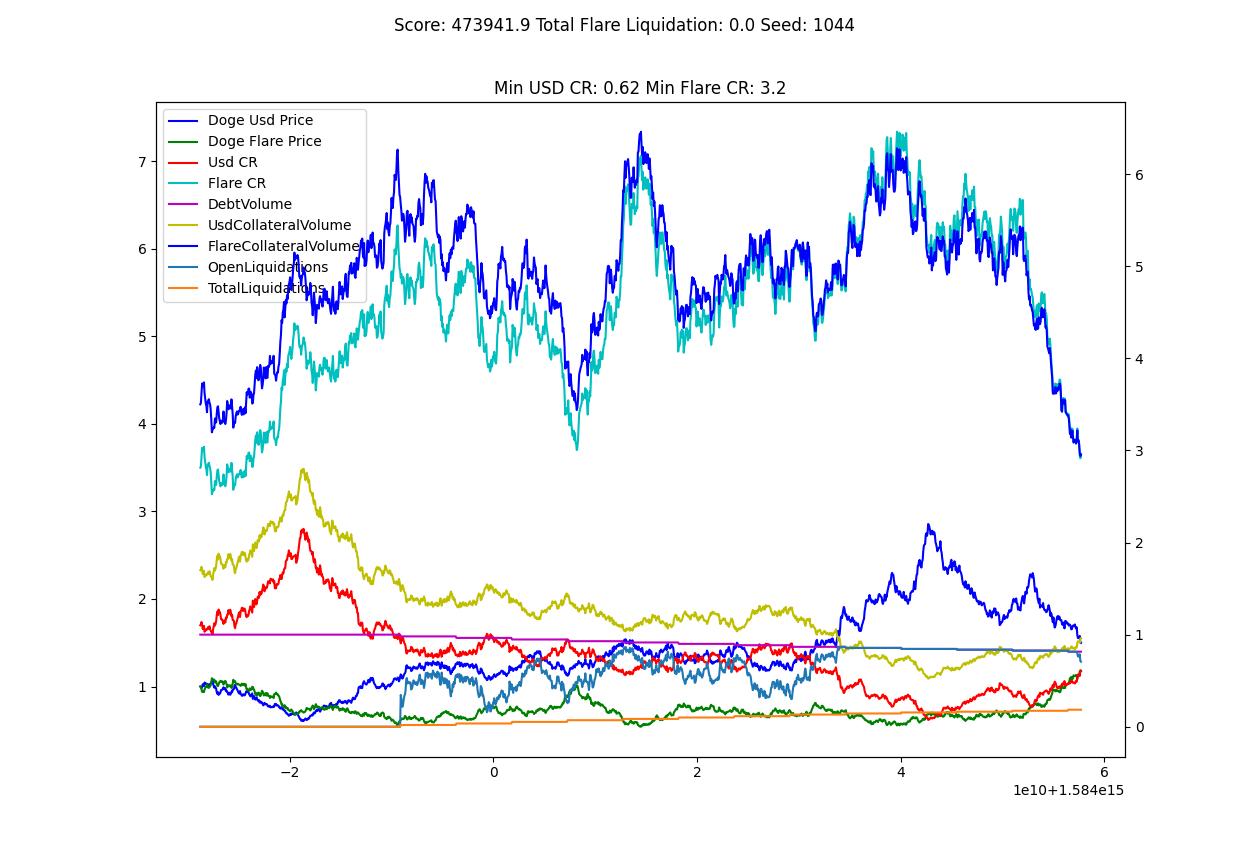 Score: 473941.9 Total Flare Liquidation: 0.0 Seed: 1044
Min USD CR: 0.62 Min Flare CR: 3.2
Doge Usd Price
Doge Flare Price
Usd CR
Flare CR
DebtVolume
UsdCollateralVolume
FlareCollateralVolume
OpenLiquidations
TotalLiquidations
7
6
5
4
3
2
1
6
5
4
3
2
1
0
−2
0
2
4
6
1e10+1.584e15